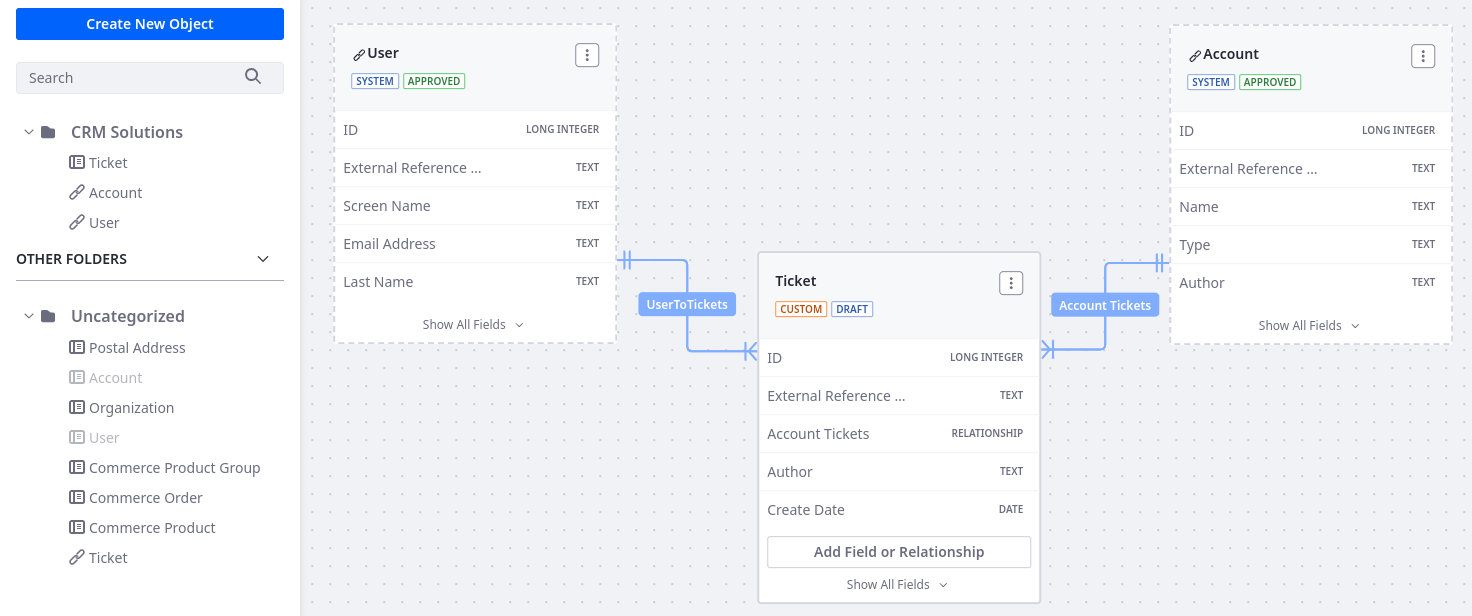 Create New Object
Search
CRM Solutions
Ticket
Account
User
OTHER FOLDERS
Uncategorized
Postal Address
Account
Organization
User
Commerce Product Group
Commerce Order
Commerce Product
Ticket
User
SYSTEM APPROVED
ID LONG INTEGER
External Reference ... TEXT
Screen Name TEXT
Email Address TEXT
Last Name TEXT
Show All Fields
UserToTickets
Ticket
CUSTOM DRAFT
ID LONG INTEGER
External Reference ... TEXT
Account Tickets RELATIONSHIP
Author TEXT
Create Date DATE
Add Field or Relationship
Show All Fields
Account Tickets
Account
SYSTEM APPROVED
ID LONG INTEGER
External Reference ... TEXT
Name TEXT
Type TEXT
Author TEXT
Show All Fields